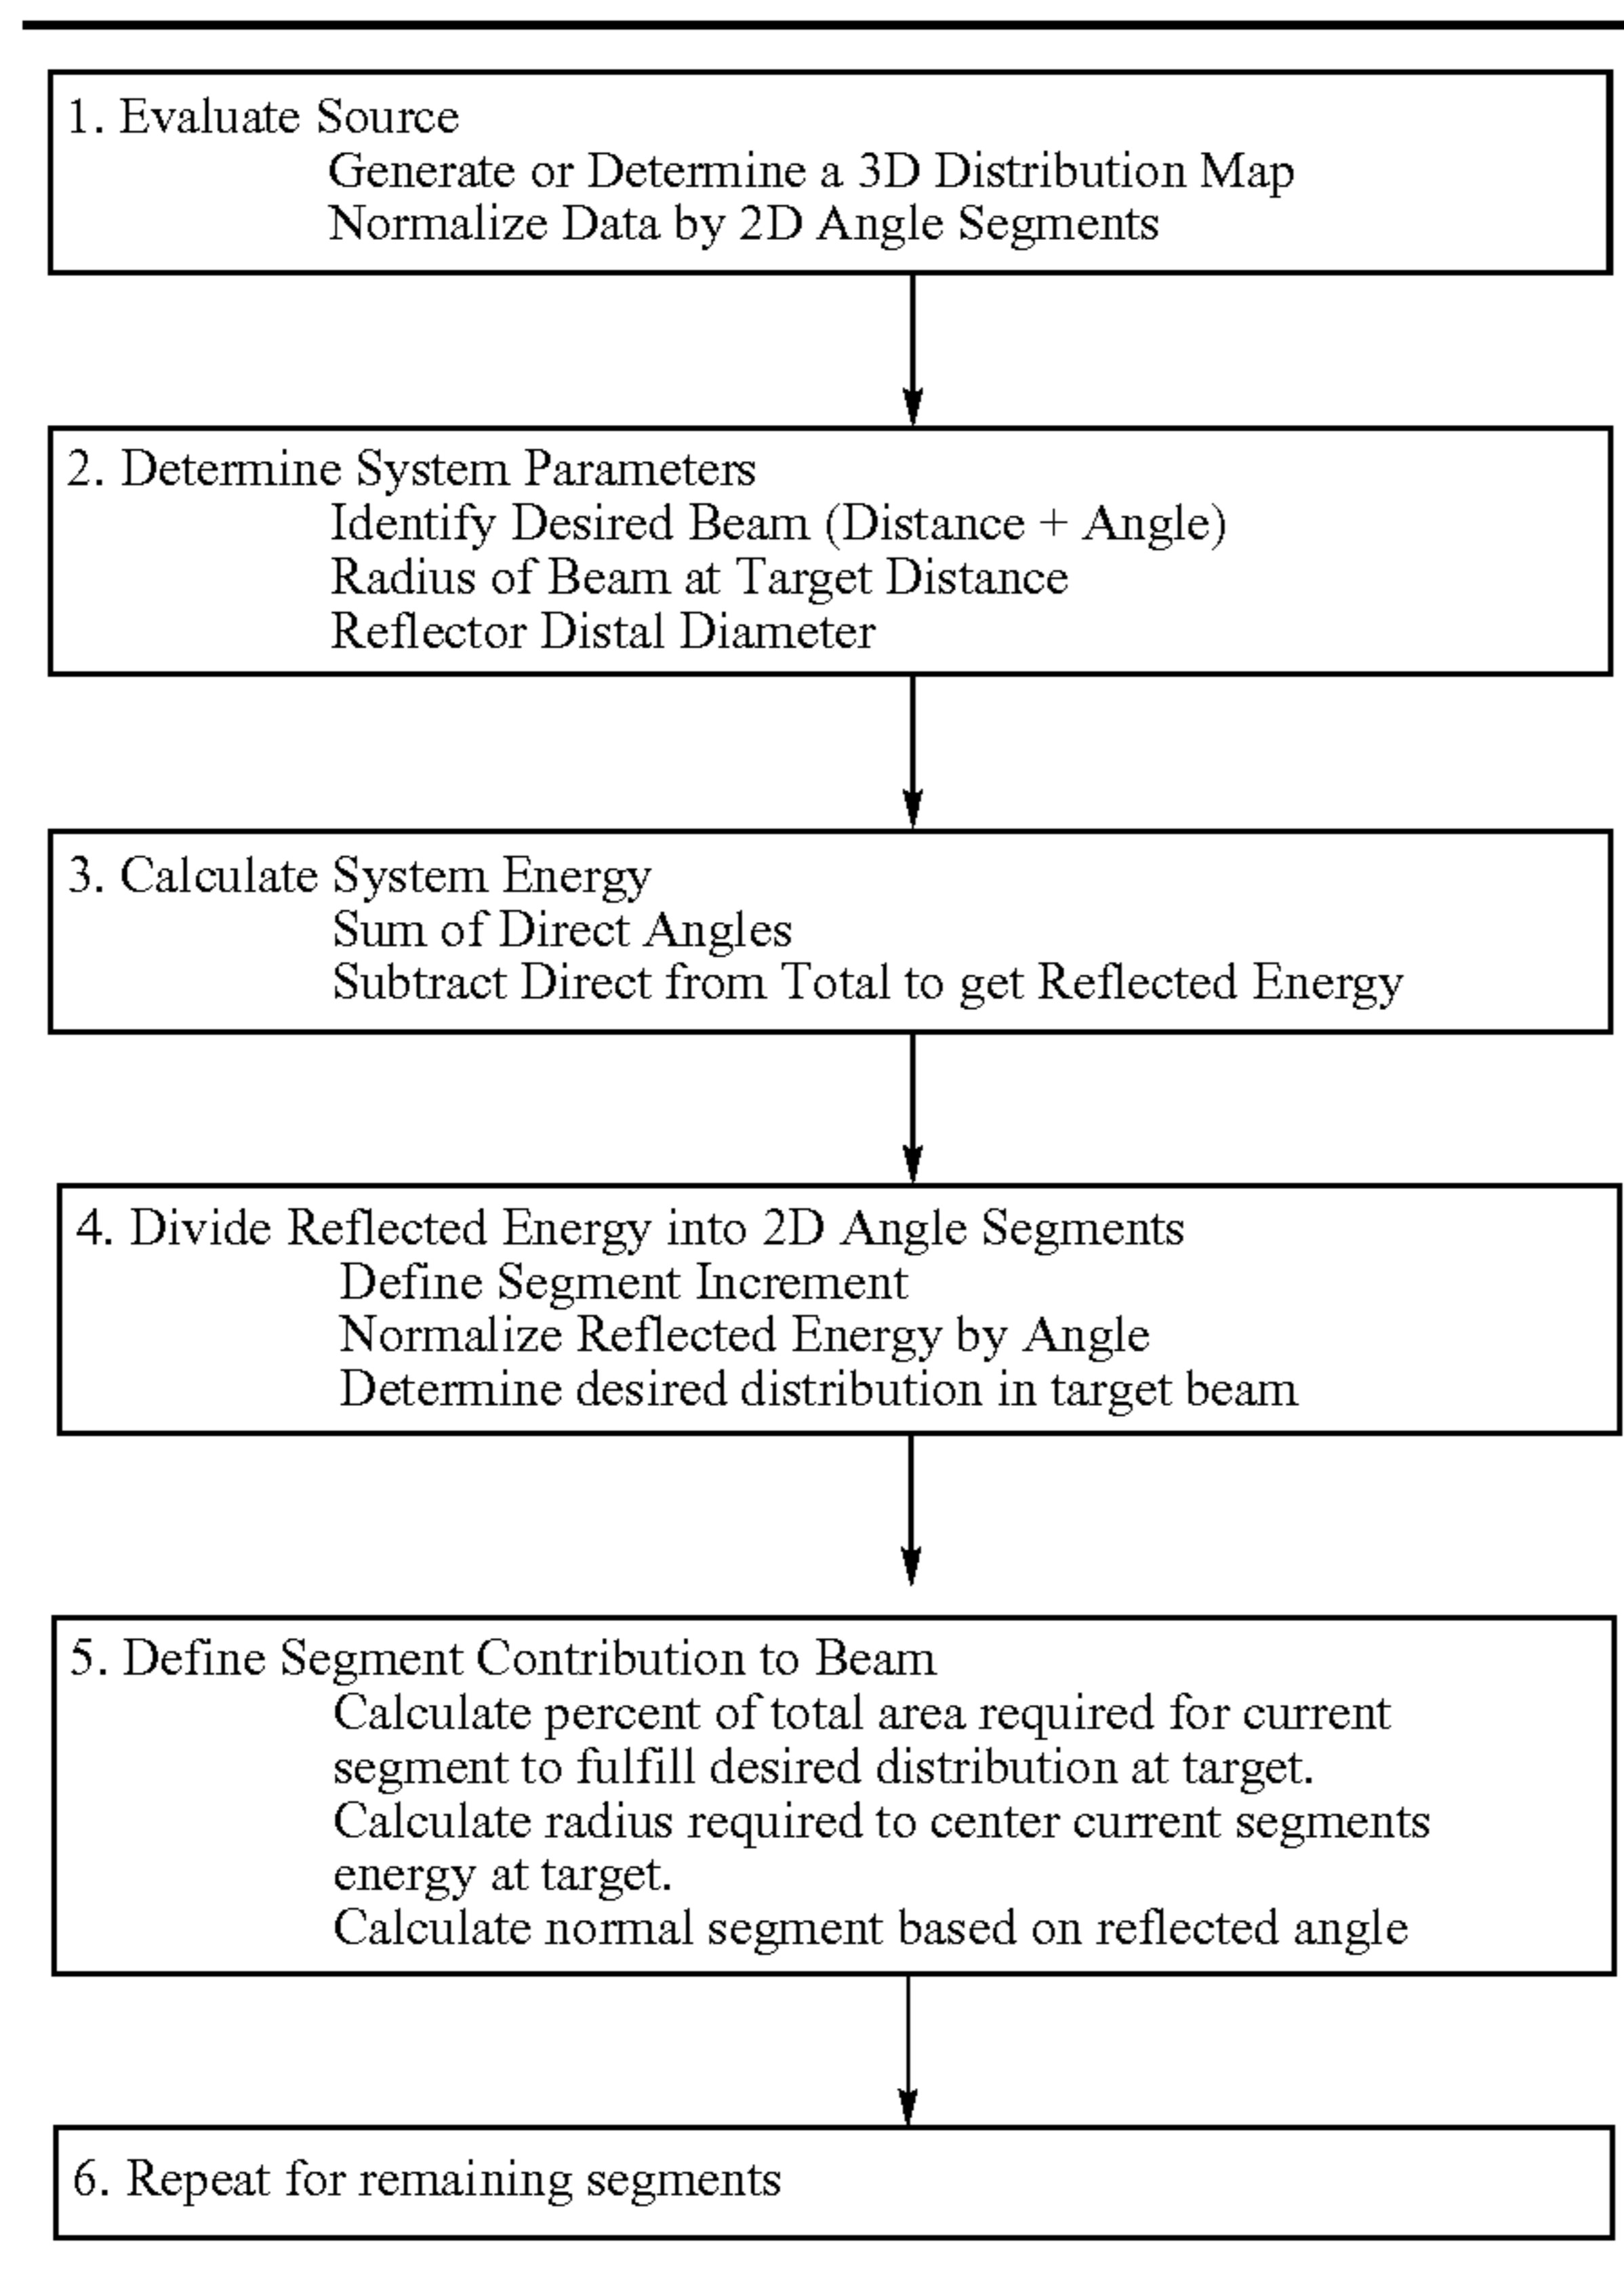 1. Evaluate Source
Generate or Determine a 3D Distribution Map
Normalize Data by 2D Angle Segments
2. Determine System Parameters
Identify Desired Beam (Distance + Angle)
Radius of Beam at Target Distance
Reflector Distal Diameter
3. Calculate System Energy
Sum of Direct Angles
Subtract Direct from Total to get Reflected Energy
4. Divide Reflected Energy into 2D Angle Segments
Define Segment Increment
Normalize Reflected Energy by Angle
Determine desired distribution in target beam
5. Define Segment Contribution to Beam
Calculate percent of total area required for current
segment to fulfill desired distribution at target.
Calculate radius required to center current segments
energy at target.
Calculate normal segment based on reflected angle
6. Repeat for remaining segments